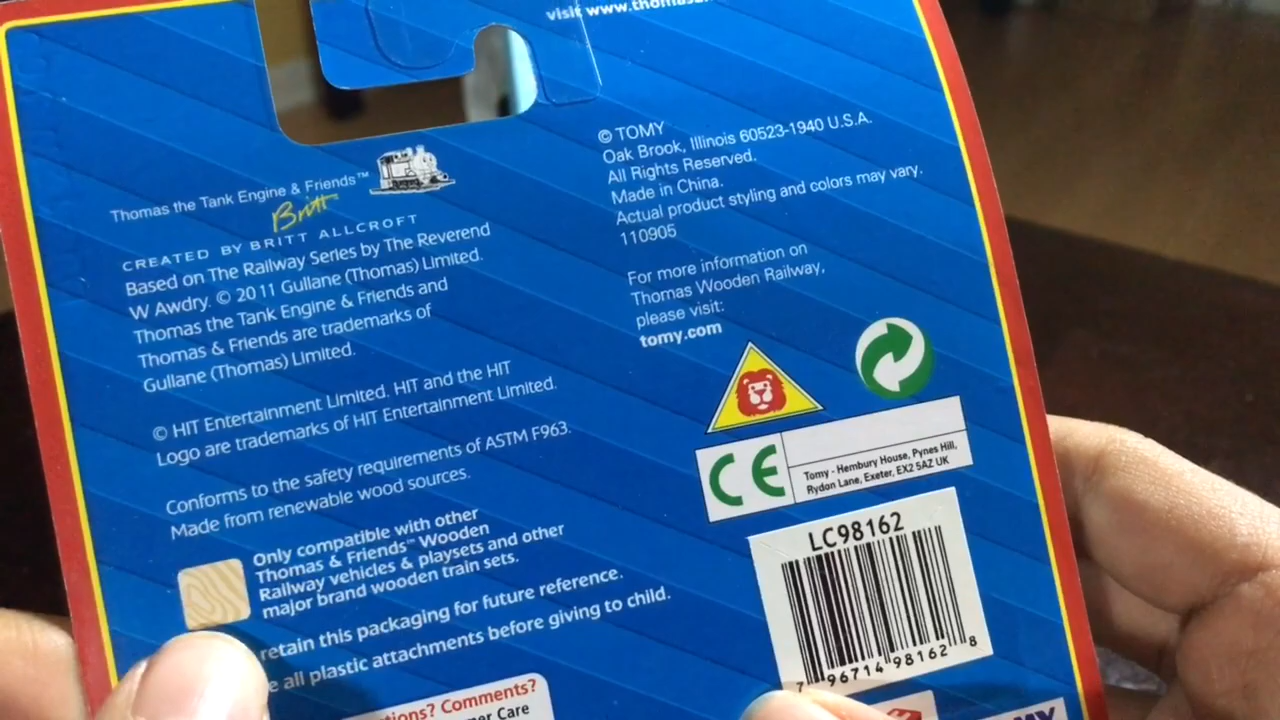 visit www.thomas
Thomas the Tank Engine & Friends™
Britt
CREATED BY BRITT ALLCROFT
Based on The Railway Series by The Reverend
W Awdry. © 2011 Gullane (Thomas) Limited.
Thomas the Tank Engine & Friends and
Thomas & Friends are trademarks of
Gullane (Thomas) Limited.
© HIT Entertainment Limited. HIT and the HIT
Logo are trademarks of HIT Entertainment Limited.
Conforms to the safety requirements of ASTM F963.
Made from renewable wood sources.
Only compatible with other
Thomas & Friends™ Wooden
Railway vehicles & playsets and other
major brand wooden train sets.
retain this packaging for future reference.
all plastic attachments before giving to child.
Comments?
Care
© TOMY
Oak Brook, Illinois 60523-1940 U.S.A.
All Rights Reserved.
Made in China.
Actual product styling and colors may vary.
110905
For more information on
Thomas Wooden Railway,
please visit:
tomy.com
CE
Tomy - Hembury House, Pynes Hill,
Rydon Lane, Exeter, EX2 5AZ UK
LC98162
7 96714 98162 8